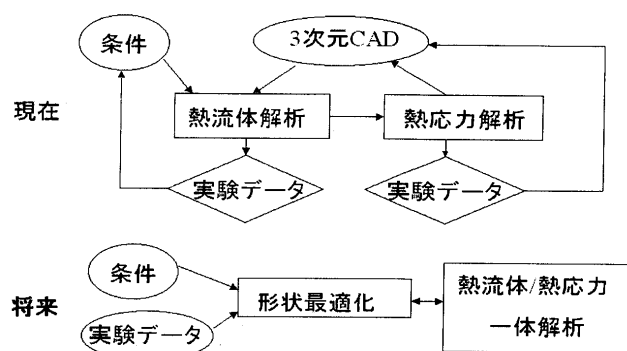 条件
3次元CAD
現在
熱流体解析
熱応力解析
実験データ
実験データ
条件
将来
形状最適化
熱流体/熱応力
一体解析
実験データ